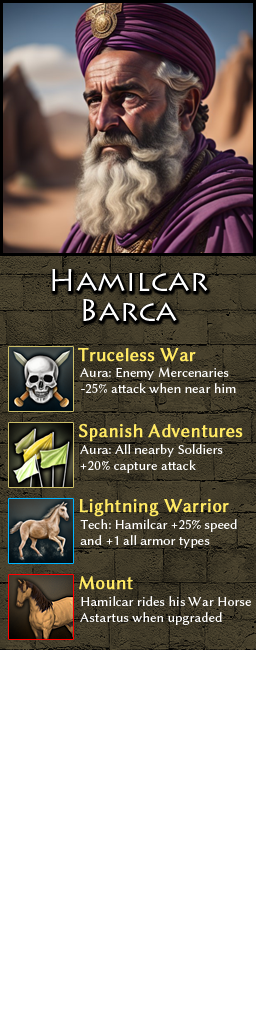 Hamilcar
Barca
Truceless War
Aura: Enemy Mercenaries
-25% attack when near him
Spanish Adventures
Aura: All nearby Soldiers
+20% capture attack
Lightning Warrior
Tech: Hamilcar +25% speed
and +1 all armor types
Mount
Hamilcar rides his War Horse
Astartus when upgraded